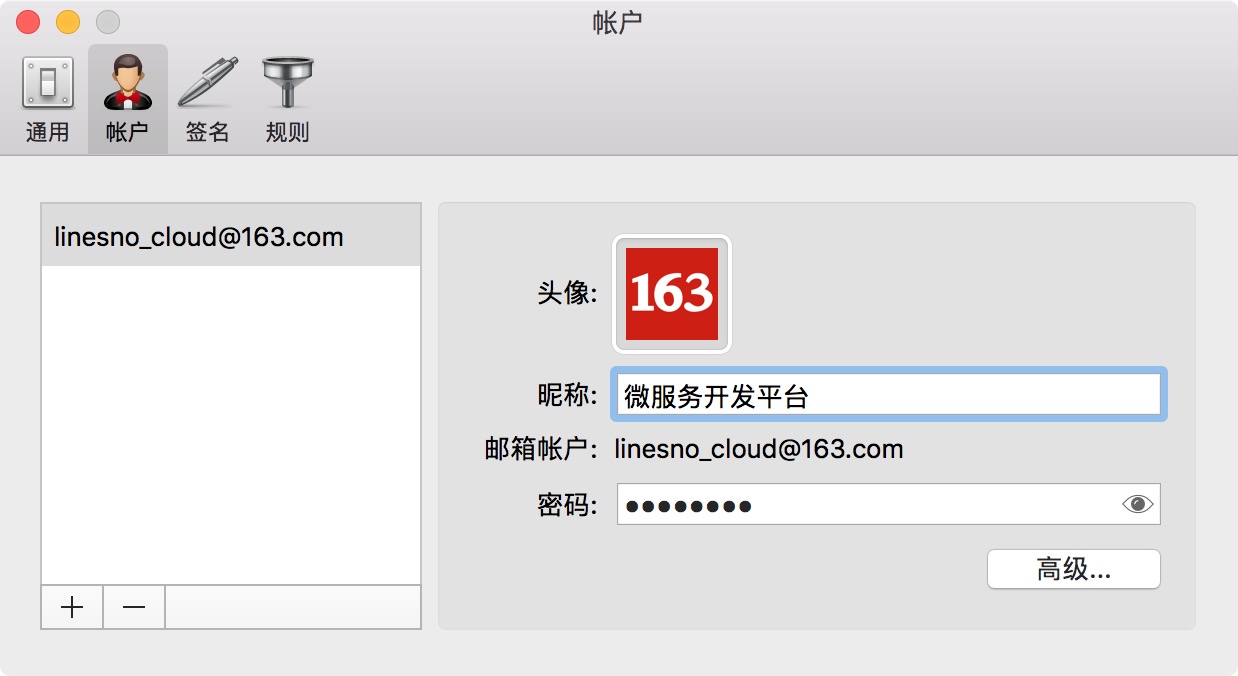 帐户
通用
帐户
签名
规则
linesno_cloud@163.com
头像:
163
昵称:
微服务开发平台
邮箱帐户:
linesno_cloud@163.com
密码:
••••••••
高级...